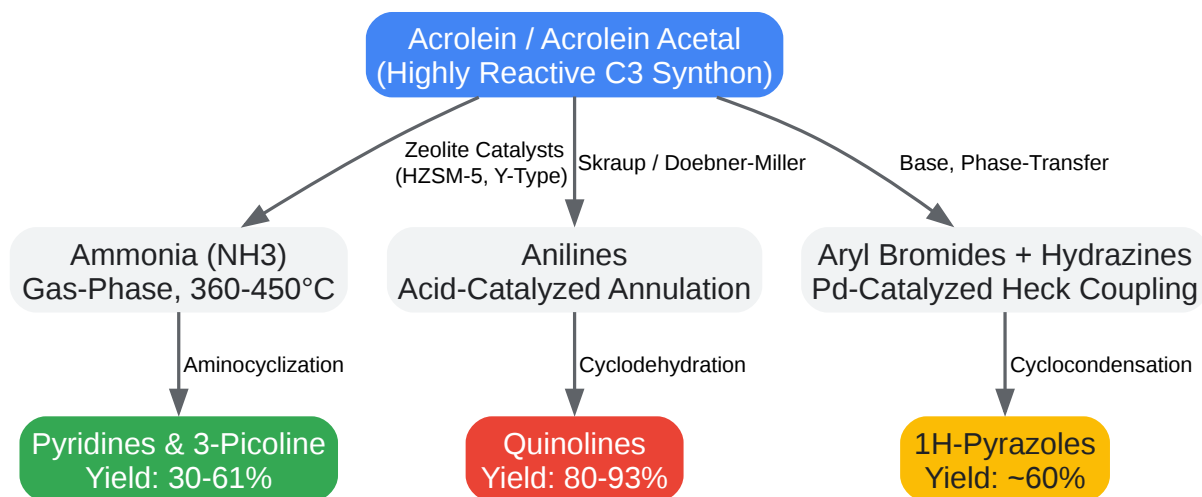 Acrolein / Acrolein Acetal
(Highly Reactive C3 Synthon)
Zeolite Catalysts
(HZSM-5, Y-Type)
Skraup / Doebner-Miller
Base, Phase-Transfer
Ammonia (NH3)
Gas-Phase, 360-450°C
Anilines
Acid-Catalyzed Annulation
Aryl Bromides + Hydrazines
Pd-Catalyzed Heck Coupling
Aminocyclization
Cyclodehydration
Cyclocondensation
Pyridines & 3-Picoline
Yield: 30-61%
Quinolines
Yield: 80-93%
1H-Pyrazoles
Yield: ~60%